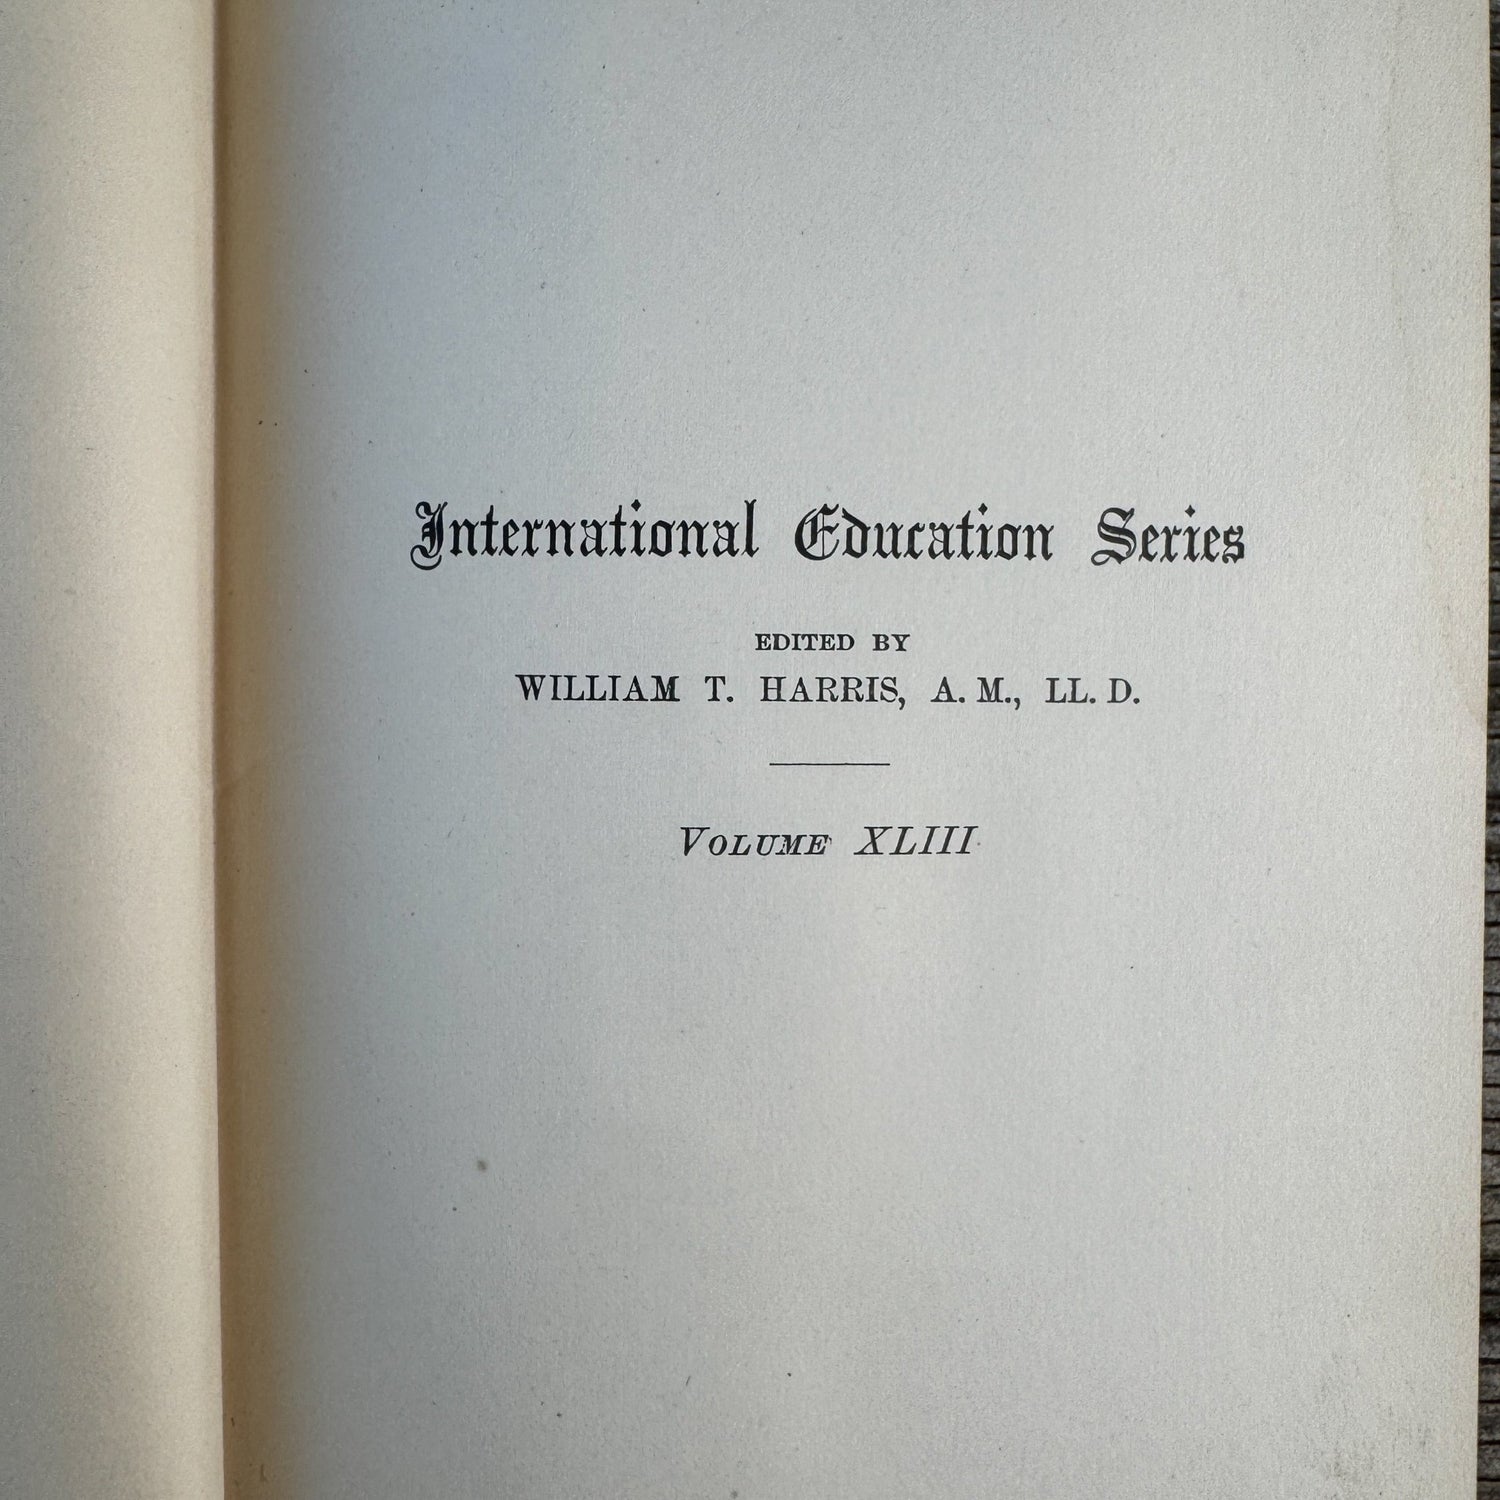 International Education Series
EDITED BY
WILLIAM T. HARRIS, A. M., LL. D.
VOLUME XLIII